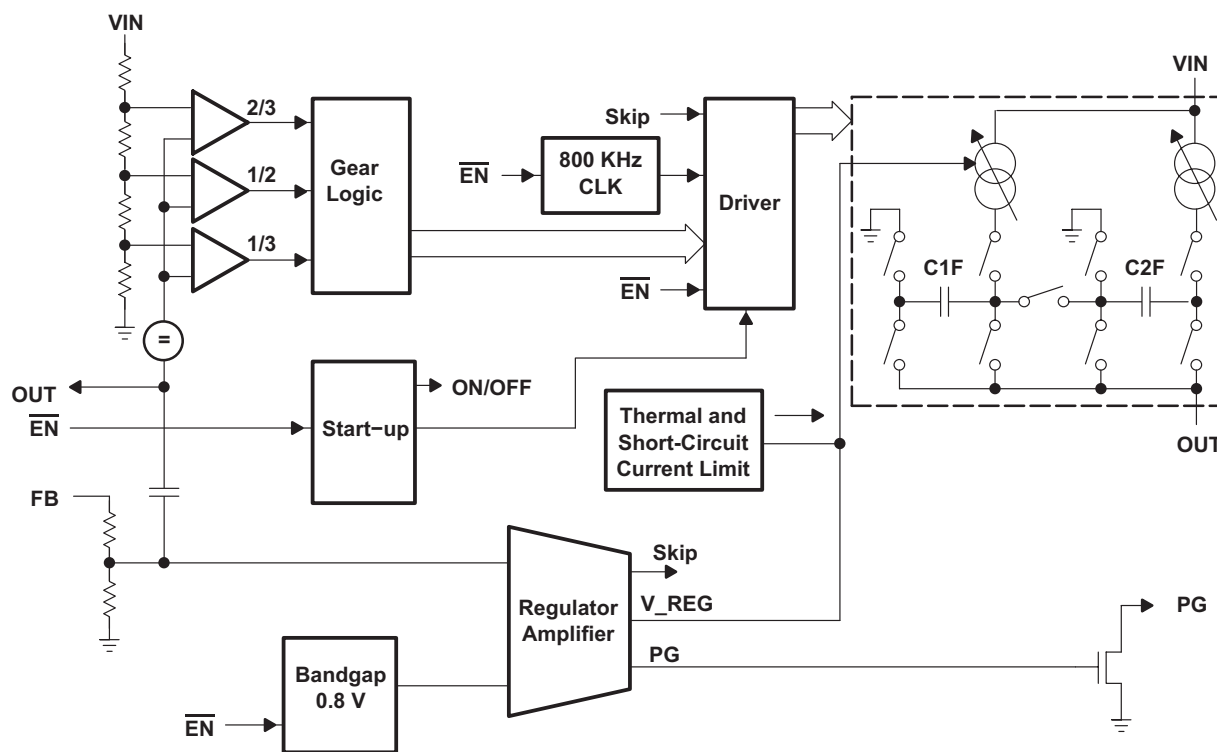 VIN
2/3
1/2
1/3
Gear
Logic
Skip
EN
800 KHz
CLK
EN
Driver
VIN
C1F
C2F
OUT
=
OUT
EN
Start–up
ON/OFF
Thermal and
Short-Circuit
Current Limit
FB
Regulator
Amplifier
Skip
V_REG
PG
PG
Bandgap
0.8 V
EN